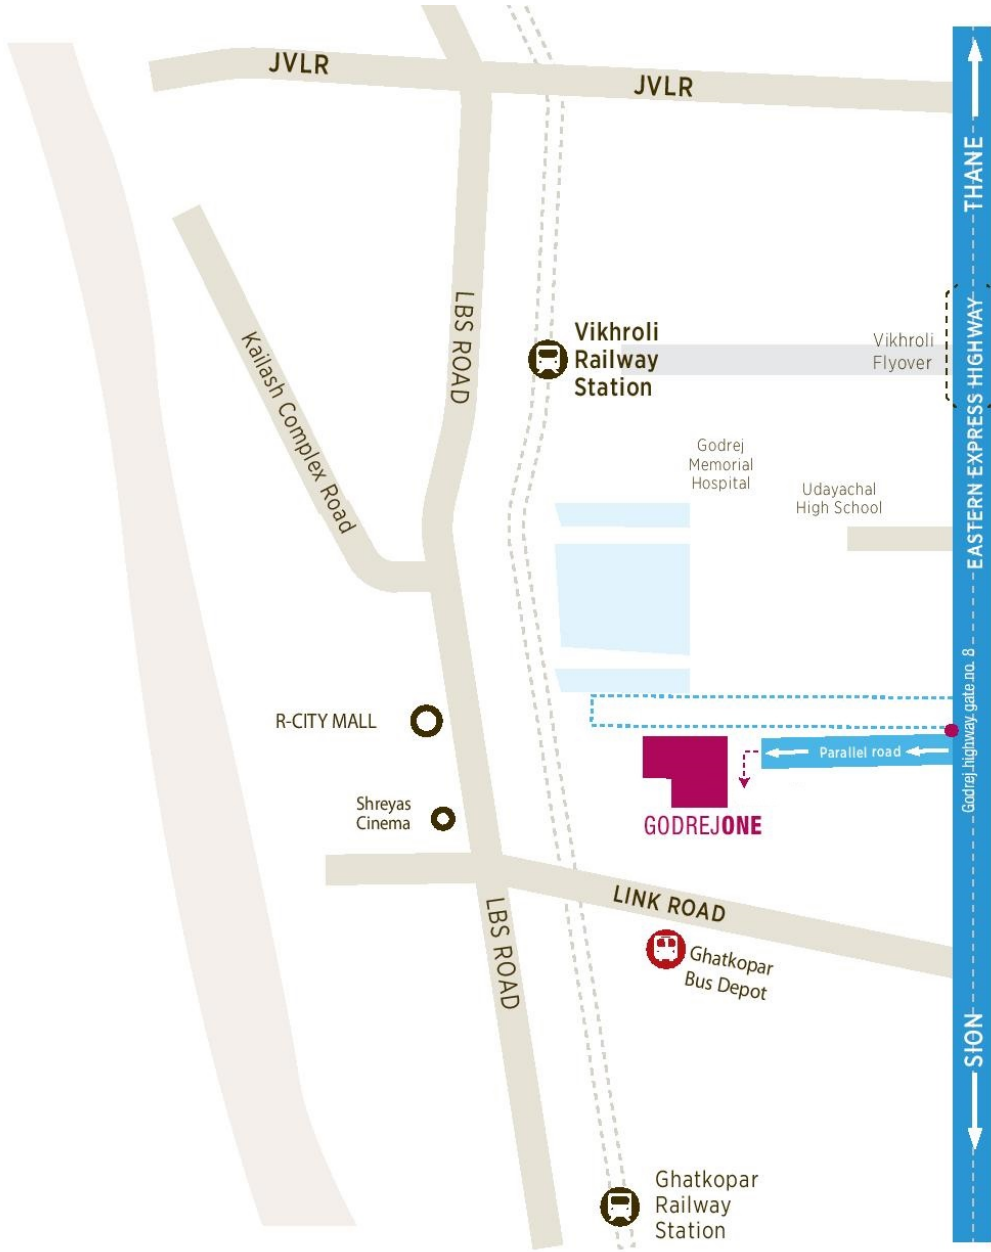 JVLR
JVLR
THANE
LBS ROAD
Kailash Complex Road
Vikhroli
Railway
Station
Vikhroli
Flyover
EASTERN EXPRESS HIGHWAY
Godrej
Memorial
Hospital
Udayachal
High School
Godrej highway gate no. 8
R-CITY MALL
Parallel road
Shreyas
Cinema
GODREJONE
LINK ROAD
LBS ROAD
Ghatkopar
Bus Depot
SION
Ghatkopar
Railway
Station